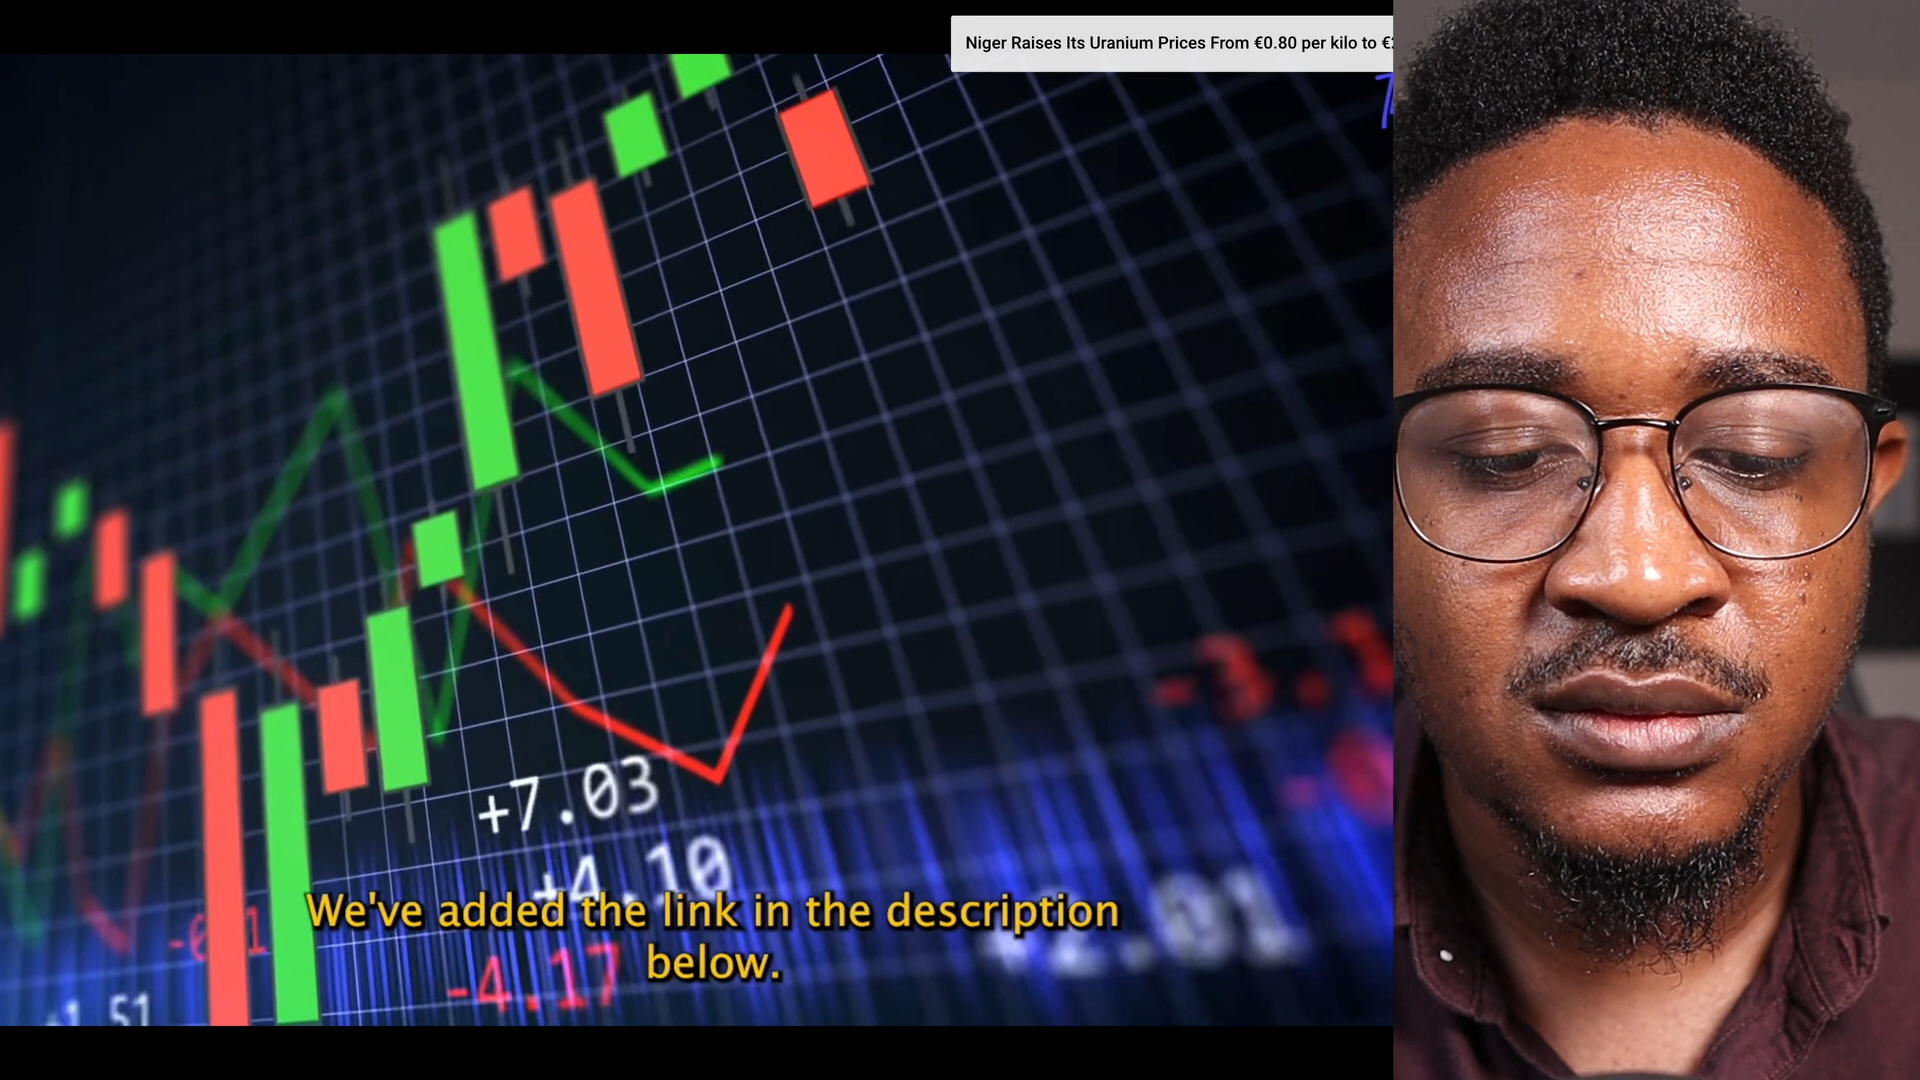 Niger Raises Its Uranium Prices From €0.80 per kilo to
+7.03
+4.10
-4.17
We've added the link in the description
below.